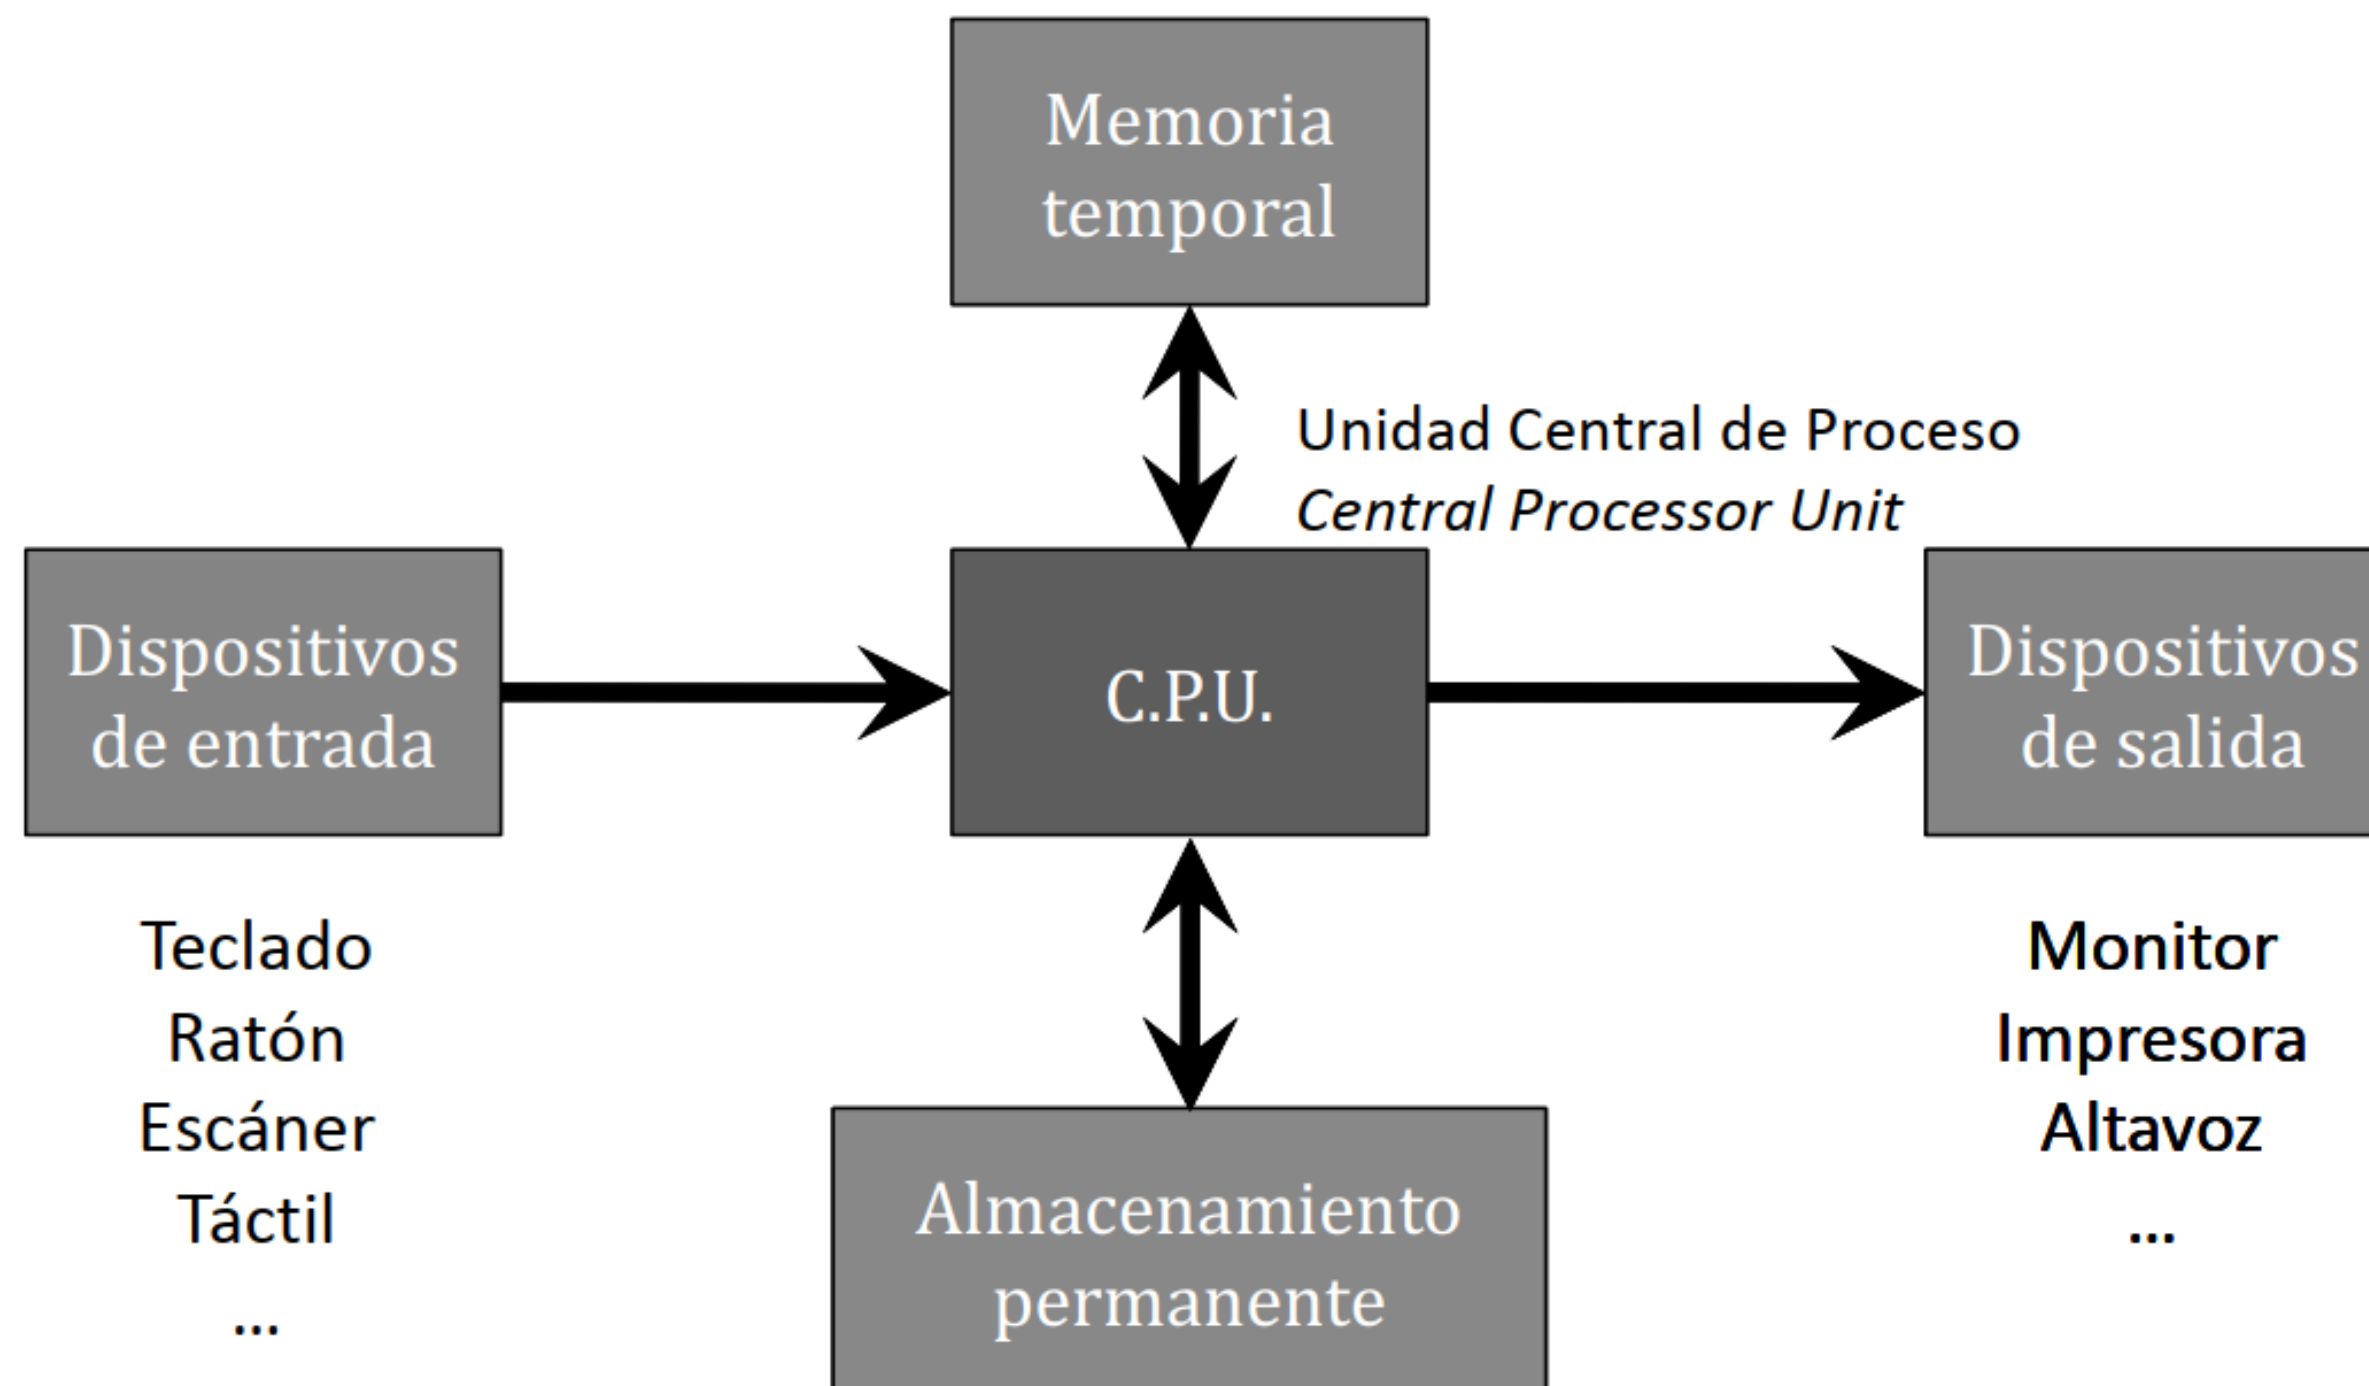 Memoria
temporal
Unidad Central de Proceso
Central Processor Unit
Dispositivos
de entrada
C.P.U.
Dispositivos
de salida
Teclado
Ratón
Escáner
Táctil
...
Monitor
Impresora
Altavoz
...
Almacenamiento
permanente